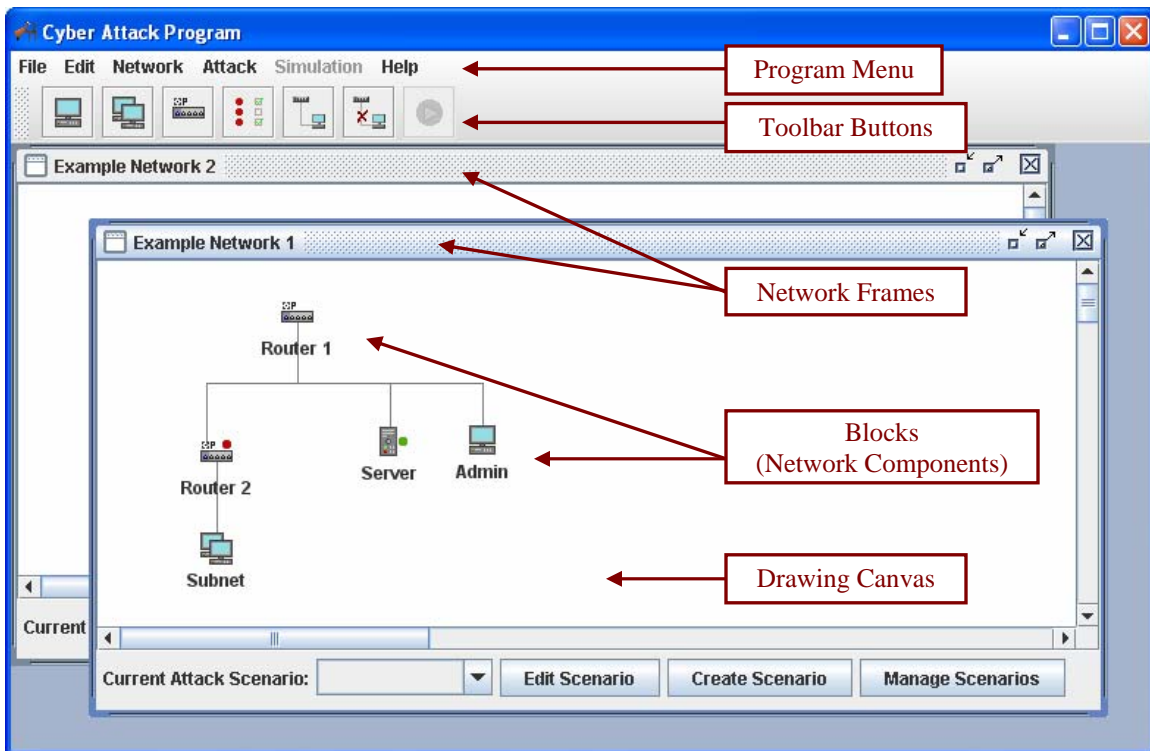 Cyber Attack Program
File Edit Network Attack Simulation Help
Program Menu
Toolbar Buttons
Example Network 2
Example Network 1
Network Frames
Router 1
Blocks
(Network Components)
Router 2
Server
Admin
Subnet
Drawing Canvas
Current
Current Attack Scenario:
Edit Scenario
Create Scenario
Manage Scenarios